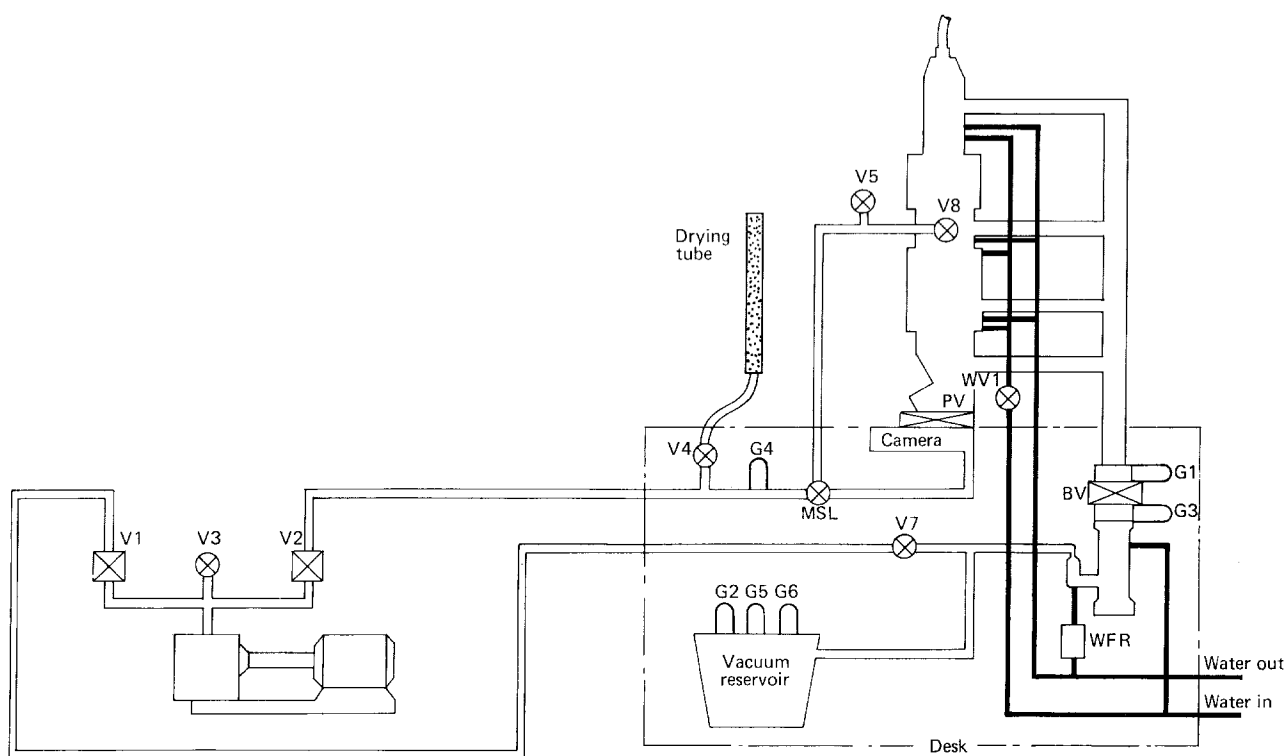 V5
V8
Drying
tube
WV1
PV
Camera
V4
G4
G1
BV
MSL
G3
V1
V3
V2
V7
G2
G5
G6
WFR
Vacuum
reservoir
Water out
Water in
Desk